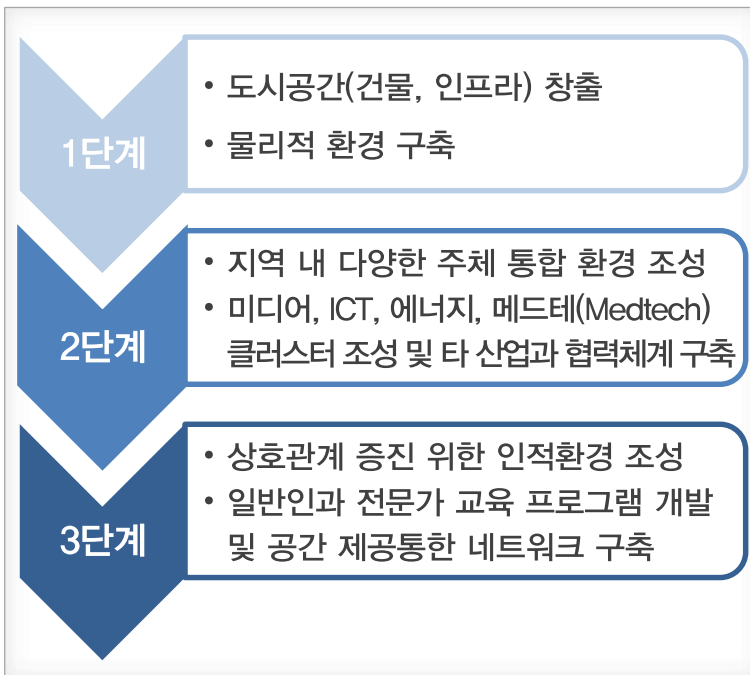 1단계
• 도시공간(건물, 인프라) 창출
• 물리적 환경 구축
2단계
• 지역 내 다양한 주체 통합 환경 조성
• 미디어, ICT, 에너지, 메드테(Medtech)
클러스터 조성 및 타 산업과 협력체계 구축
3단계
• 상호관계 증진 위한 인적환경 조성
• 일반인과 전문가 교육 프로그램 개발
및 공간 제공통한 네트워크 구축